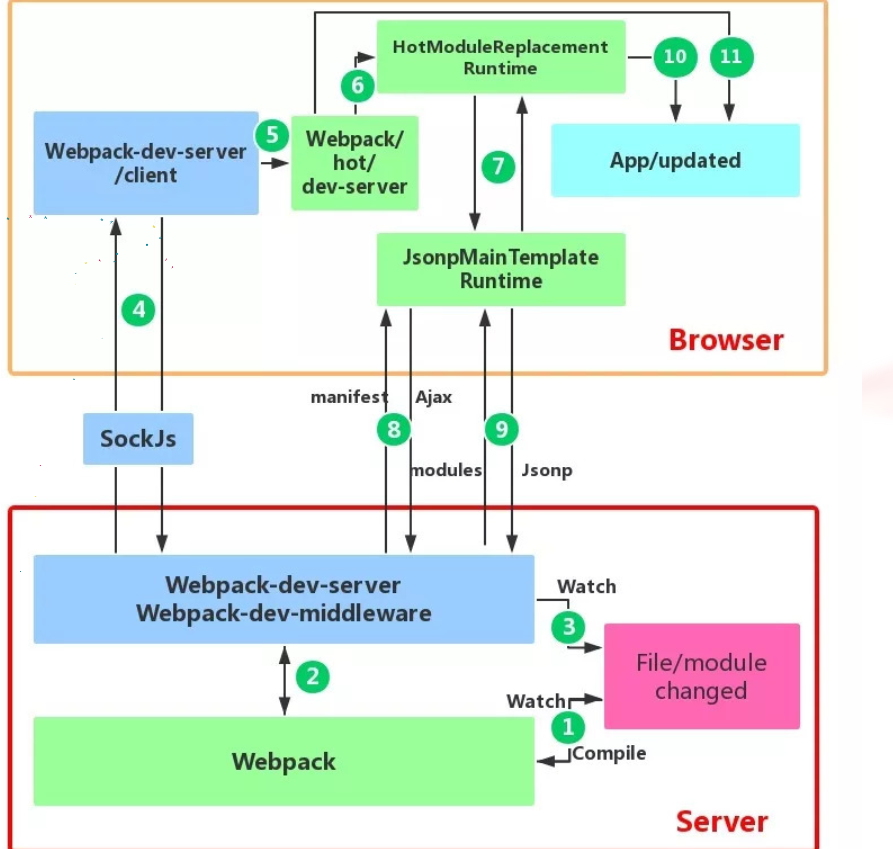 HotModuleReplacement
Runtime
10
11
6
Webpack-dev-server
/client
5
Webpack/
hot/
dev-server
7
App/updated
JsonpMainTemplate
Runtime
4
Browser
manifest
Ajax
8
9
SockJs
modules
Jsonp
Webpack-dev-server
Webpack-dev-middleware
Watch
3
File/module
changed
2
Watch
1
Compile
Webpack
Server